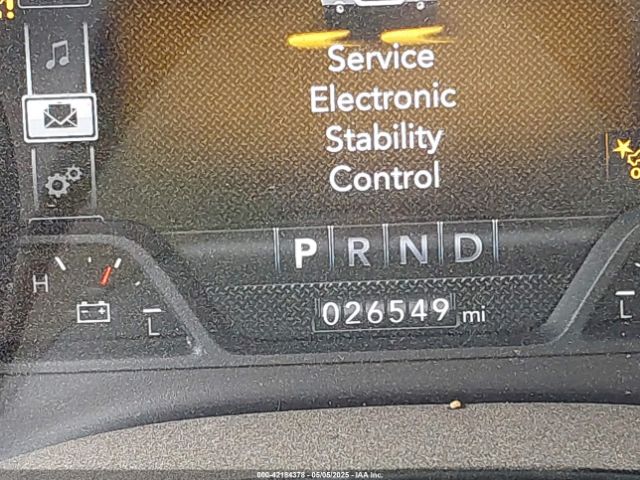 Service
Electronic
Stability
Control
P R N D
H
L
026549 mi
L
000-42184378 | 05/05/2025 | IAA Inc.